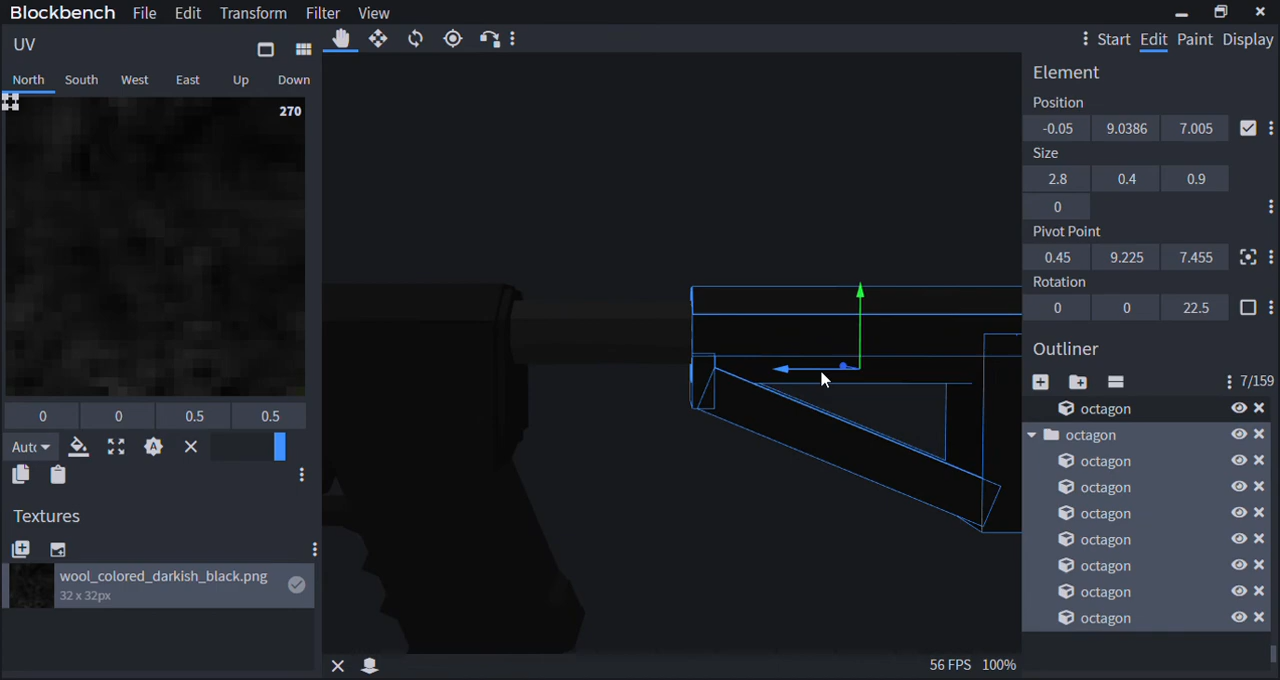 Blockbench File Edit Transform Filter View
UV
Start Edit Paint Display
North South West East Up Down
270
0 0 0.5 0.5
Auto
Textures
wool_colored_darkish_black.png
32 x 32px
56 FPS 100%
Element
Position
-0.05 9.0386 7.005
Size
2.8 0.4 0.9
0
Pivot Point
0.45 9.225 7.455
Rotation
0 0 22.5
Outliner
7/159
octagon
octagon
octagon
octagon
octagon
octagon
octagon
octagon
octagon